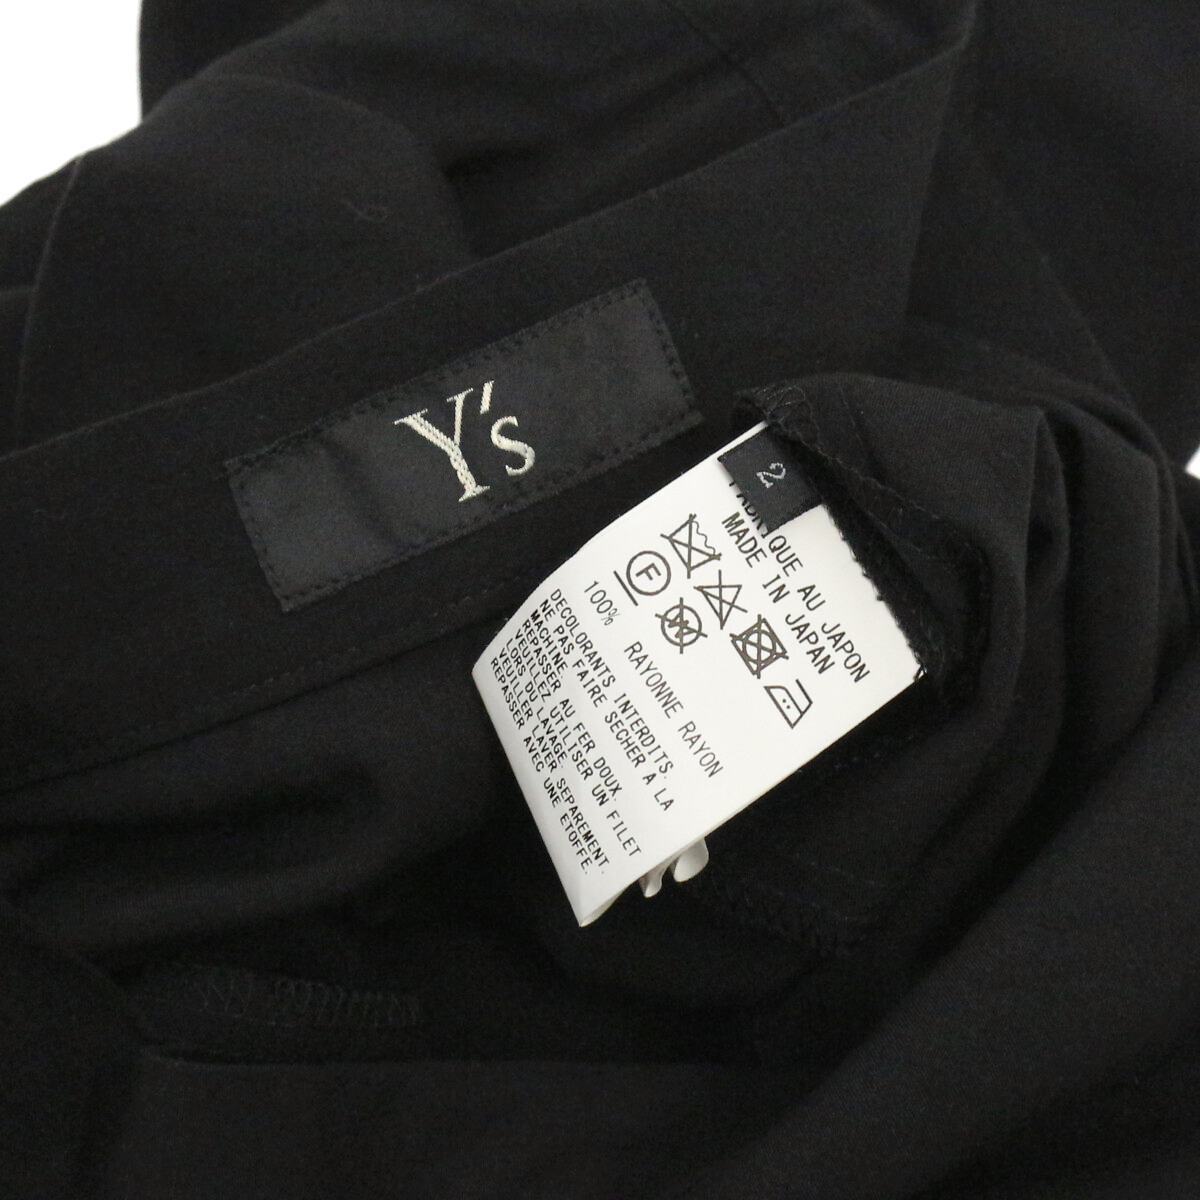 Y's
2
FABRIQUE AU JAPON
MADE IN JAPAN
F
W
100% RAYONNE RAYON
DECOLORANTS INTERDITS.
NE PAS FAIRE SECHER A LA
MACHINE.
REPASSER AU FER DOUX.
VEUILLEZ UTILISER UN FILET
LORS DU LAVAGE.
VEUILLER LAVER SEPAREMENT.
REPASSER AVEC UNE ETOFFE.